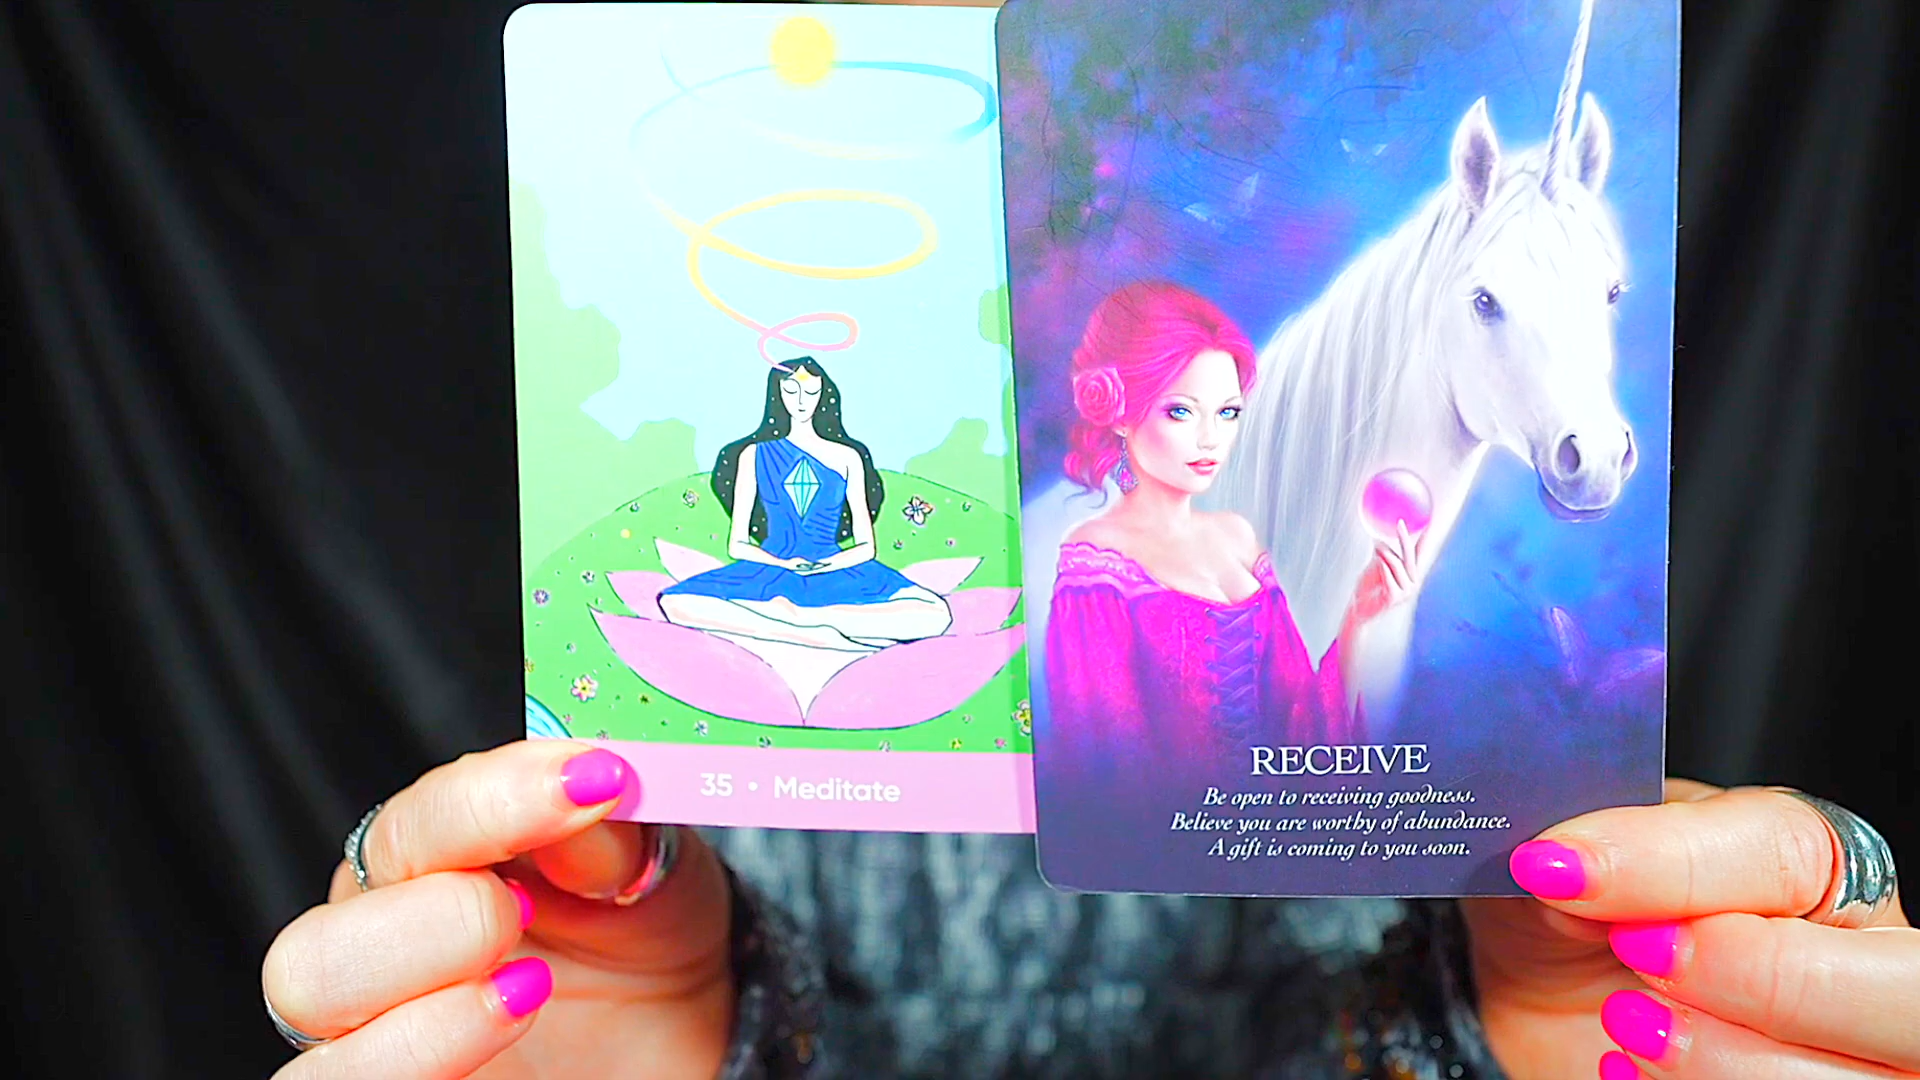 35 • Meditate
RECEIVE
Be open to receiving goodness.
Believe you are worthy of abundance.
A gift is coming to you soon.